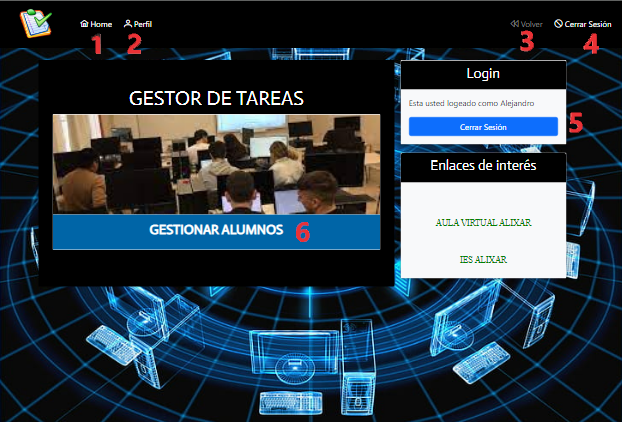 Home
Perfil
Volver
Cerrar Sesión
1
2
3
4
GESTOR DE TAREAS
GESTIONAR ALUMNOS
6
Login
Esta usted logeado como Alejandro
Cerrar Sesión
5
Enlaces de interés
AULA VIRTUAL ALIXAR
IES ALIXAR